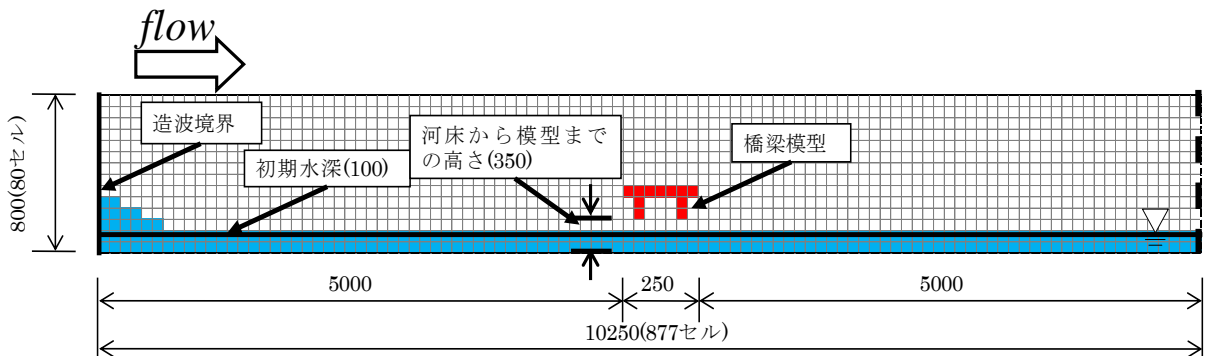 flow
造波境界
初期水深(100)
河床から模型まで
の高さ(350)
橋梁模型
800(80セル)
5000
250
5000
10250(877セル)